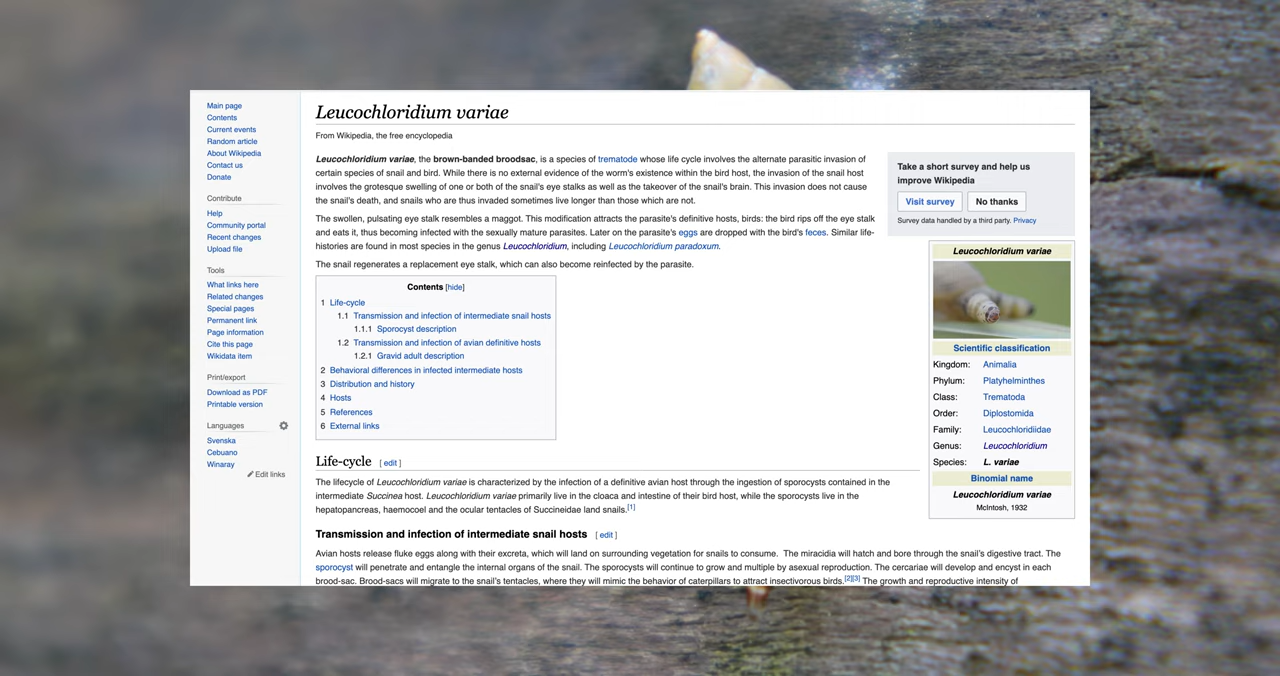 Main page
Contents
Current events
Random article
About Wikipedia
Contact us
Donate
Contribute
Help
Community portal
Recent changes
Upload file
Tools
What links here
Related changes
Special pages
Permanent link
Page information
Cite this page
Wikidata item
Print/export
Download as PDF
Printable version
Languages
Svenska
Cebuano
Winaray
Edit links
Leucochloridium variae
From Wikipedia, the free encyclopedia
Leucochloridium variae, the brown-banded broodsac, is a species of trematode whose life cycle involves the alternate parasitic invasion of
certain species of snail and bird. While there is no external evidence of the worm's existence within the bird host, the invasion of the snail host
involves the grotesque swelling of one or both of the snail's eye stalks as well as the takeover of the snail's brain. This invasion does not cause
the snail's death, and snails who are thus invaded sometimes live longer than those which are not.
The swollen, pulsating eye stalk resembles a maggot. This modification attracts the parasite's definitive hosts, birds: the bird rips off the eye stalk
and eats it, thus becoming infected with the sexually mature parasites. Later on the parasite's eggs are dropped with the bird's feces. Similar life-
histories are found in most species in the genus Leucochloridium, including Leucochloridium paradoxum.
The snail regenerates a replacement eye stalk, which can also become reinfected by the parasite.
Contents [hide]
1 Life-cycle
1.1 Transmission and infection of intermediate snail hosts
1.1.1 Sporocyst description
1.2 Transmission and infection of avian definitive hosts
1.2.1 Gravid adult description
2 Behavioral differences in infected intermediate hosts
3 Distribution and history
4 Hosts
5 References
6 External links
Take a short survey and help us
improve Wikipedia
Visit survey No thanks
Survey data handled by a third party. Privacy
Leucochloridium variae
Scientific classification
Kingdom: Animalia
Phylum: Platyhelminthes
Class: Trematoda
Order: Diplostomida
Family: Leucochloridiidae
Genus: Leucochloridium
Species: L. variae
Binomial name
Leucochloridium variae
McIntosh, 1932
Life-cycle [ edit ]
The lifecycle of Leucochloridium variae is characterized by the infection of a definitive avian host through the ingestion of sporocysts contained in the
intermediate Succinea host. Leucochloridium variae primarily live in the cloaca and intestine of their bird host, while the sporocysts live in the
hepatopancreas, haemocoel and the ocular tentacles of Succineidae land snails.[1]
Transmission and infection of intermediate snail hosts [ edit ]
Avian hosts release fluke eggs along with their excreta, which will land on surrounding vegetation for snails to consume. The miracidia will hatch and bore through the snail's digestive tract. The
sporocyst will penetrate and entangle the internal organs of the snail. The sporocysts will continue to grow and multiple by asexual reproduction. The cercariae will develop and encyst in each
brood-sac. Brood-sacs will migrate to the snail's tentacles, where they will mimic the behavior of caterpillars to attract insectivorous birds.[2][3] The growth and reproductive intensity of